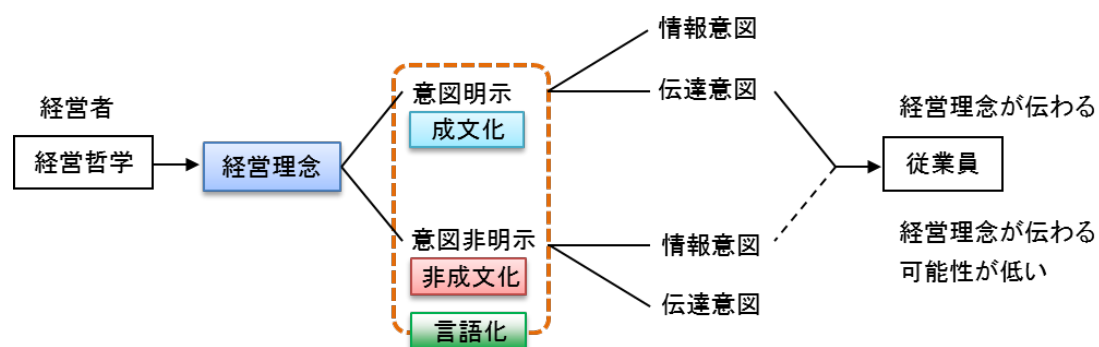 経営者
経営哲学
経営理念
意図明示
成文化
意図非明示
非成文化
言語化
情報意図
伝達意図
情報意図
伝達意図
経営理念が伝わる
従業員
経営理念が伝わる
可能性が低い